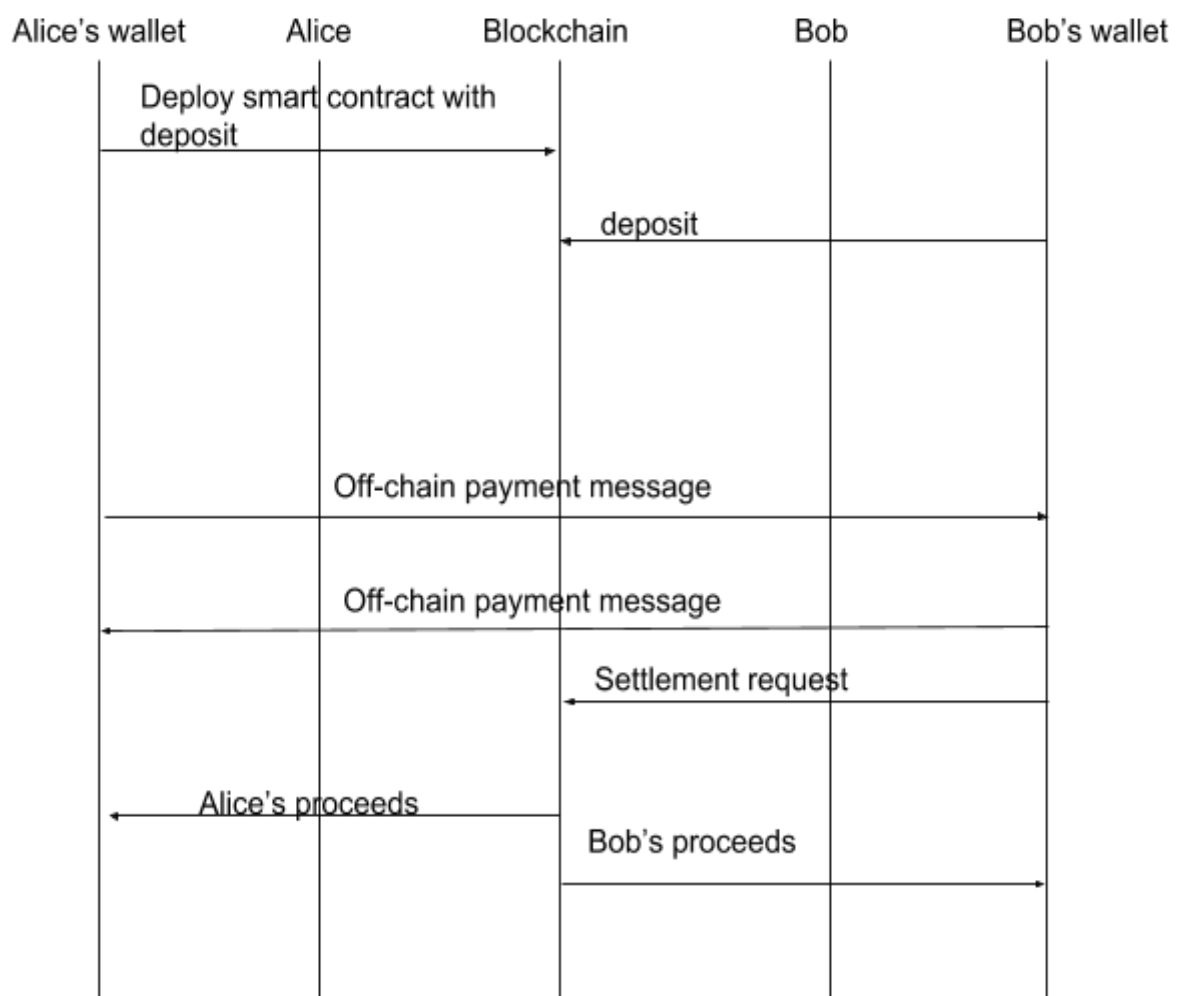 Alice's wallet Alice Blockchain Bob Bob's wallet
Deploy smart contract with
deposit
deposit
Off-chain payment message
Off-chain payment message
Settlement request
Alice's proceeds
Bob's proceeds